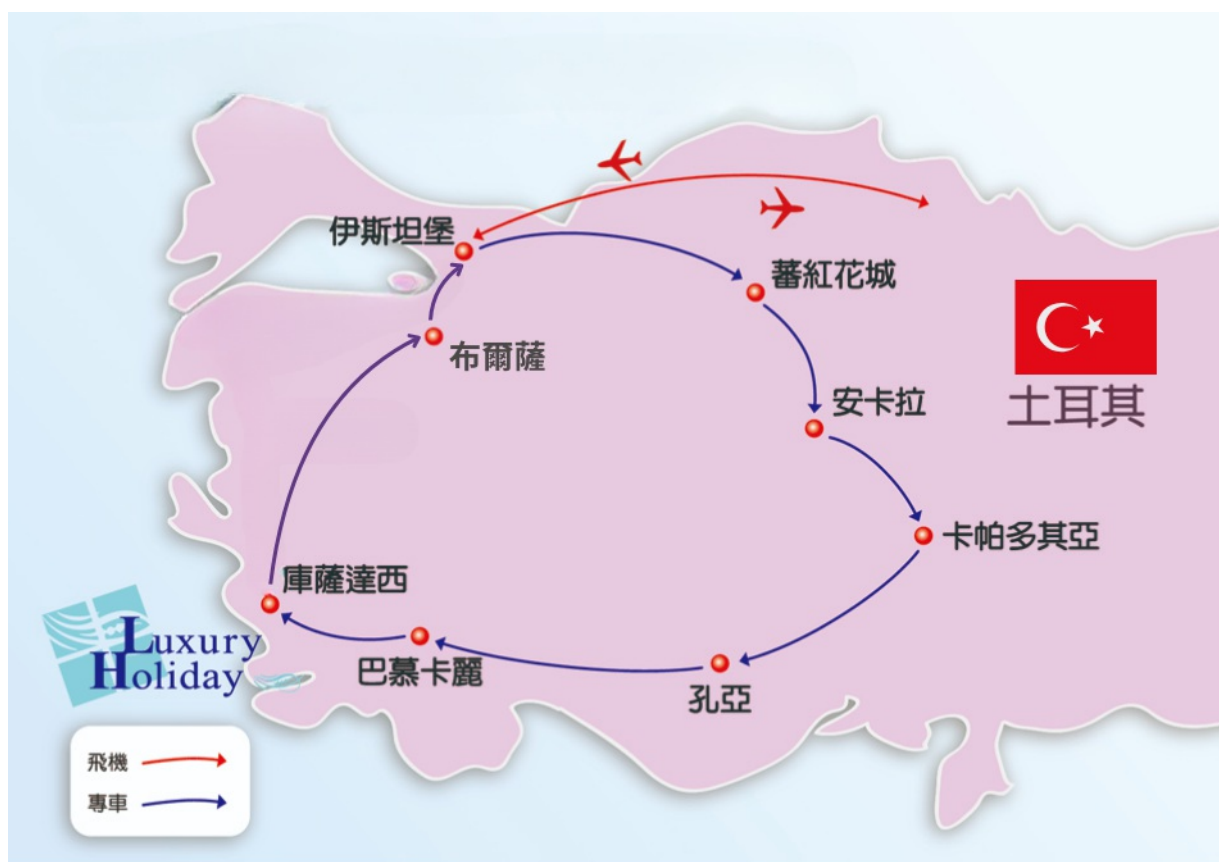 伊斯坦堡
蕃紅花城
布爾薩
安卡拉
土耳其
卡帕多其亞
庫薩達西
巴慕卡麗
孔亞
Luxury
Holiday
飛機
專車